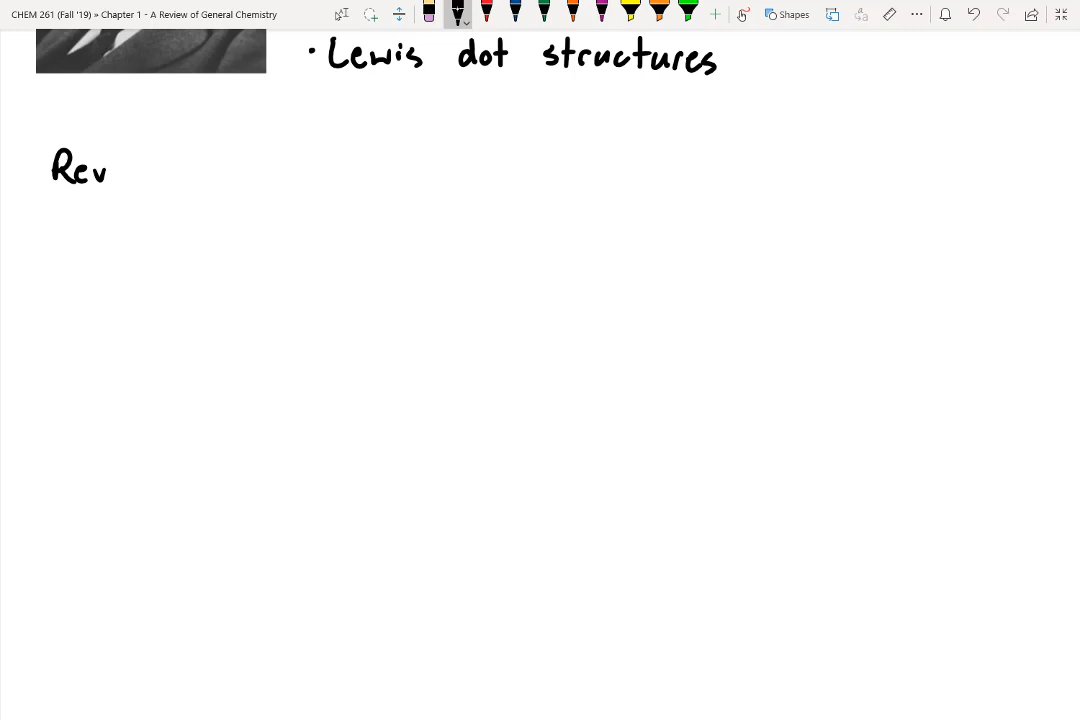 CHEM 261 (Fall '19) » Chapter 1 - A Review of General Chemistry
Shapes
· Lewis dot structures
Rev